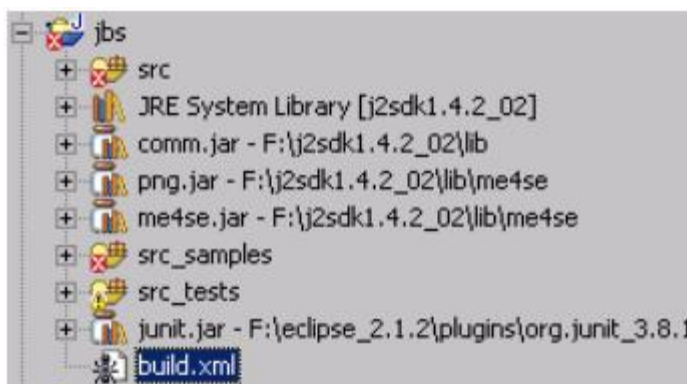 jbs
src
JRE System Library [j2sdk1.4.2_02]
comm.jar - F:\j2sdk1.4.2_02\lib
png.jar - F:\j2sdk1.4.2_02\lib\me4se
me4se.jar - F:\j2sdk1.4.2_02\lib\me4se
src_samples
src_tests
junit.jar - F:\eclipse_2.1.2\plugins\org.junit_3.8.1
build.xml